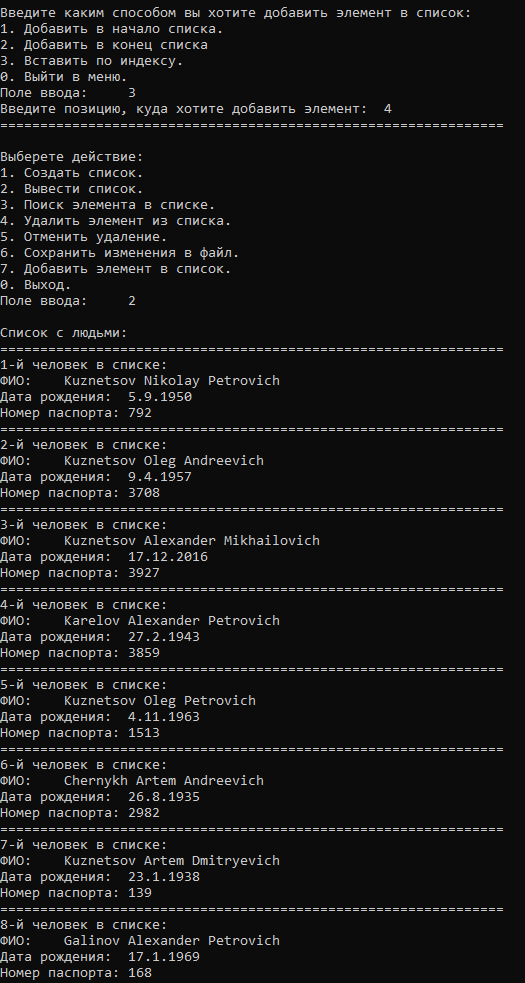 Введите каким способом вы хотите добавить элемент в список:
1. Добавить в начало списка.
2. Добавить в конец списка
3. Вставить по индексу.
0. Выйти в меню.
Поле ввода:     3
Введите позицию, куда хотите добавить элемент:  4
===============================================================
Выберете действие:
1. Создать список.
2. Вывести список.
3. Поиск элемента в списке.
4. Удалить элемент из списка.
5. Отменить удаление.
6. Сохранить изменения в файл.
7. Добавить элемент в список.
0. Выход.
Поле ввода:     2
Список с людьми:
===============================================================
1-й человек в списке:
ФИО:    Kuznetsov Nikolay Petrovich
Дата рождения:  5.9.1950
Номер паспорта: 792
===============================================================
2-й человек в списке:
ФИО:    Kuznetsov Oleg Andreevich
Дата рождения:  9.4.1957
Номер паспорта: 3708
===============================================================
3-й человек в списке:
ФИО:    Kuznetsov Alexander Mikhailovich
Дата рождения:  17.12.2016
Номер паспорта: 3927
===============================================================
4-й человек в списке:
ФИО:    Karelov Alexander Petrovich
Дата рождения:  27.2.1943
Номер паспорта: 3859
===============================================================
5-й человек в списке:
ФИО:    Kuznetsov Oleg Petrovich
Дата рождения:  4.11.1963
Номер паспорта: 1513
===============================================================
6-й человек в списке:
ФИО:    Chernykh Artem Andreevich
Дата рождения:  26.8.1935
Номер паспорта: 2982
===============================================================
7-й человек в списке:
ФИО:    Kuznetsov Artem Dmitryevich
Дата рождения:  23.1.1938
Номер паспорта: 139
===============================================================
8-й человек в списке:
ФИО:    Galinov Alexander Petrovich
Дата рождения:  17.1.1969
Номер паспорта: 168